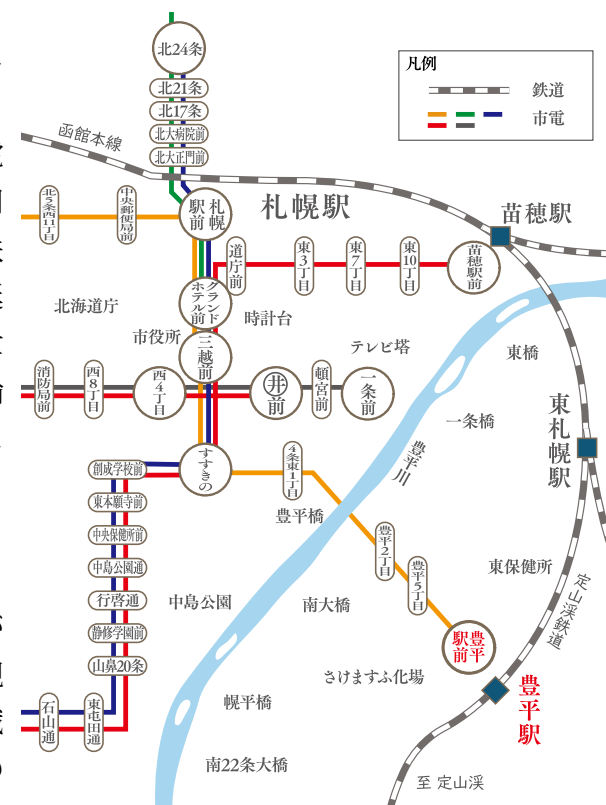 凡例
鉄道
市電
北24条
北21条
北17条
北大病院前
北大正門前
函館本線
札幌駅
苗穂駅
北5条西11丁目
中央郵便局前
札幌駅前
道庁前
東3丁目
東7丁目
東10丁目
苗穂駅前
北海道庁
グランドホテル前
時計台
市役所
三越前
テレビ塔
東橋
消防局前
西8丁目
西4丁目
井前
頓宮前
一条前
一条橋
東札幌駅
豊平川
すすきの
創成学校前
4条東1丁目
東本願寺前
豊平橋
中央保健所前
豊平2丁目
中島公園通
豊平5丁目
東保健所
定山渓鉄道
行啓通
中島公園
南大橋
静修学園前
豊平駅前
山鼻20条
さけますふ化場
豊平駅
石山通
東屯田通
幌平橋
南22条大橋
至 定山渓